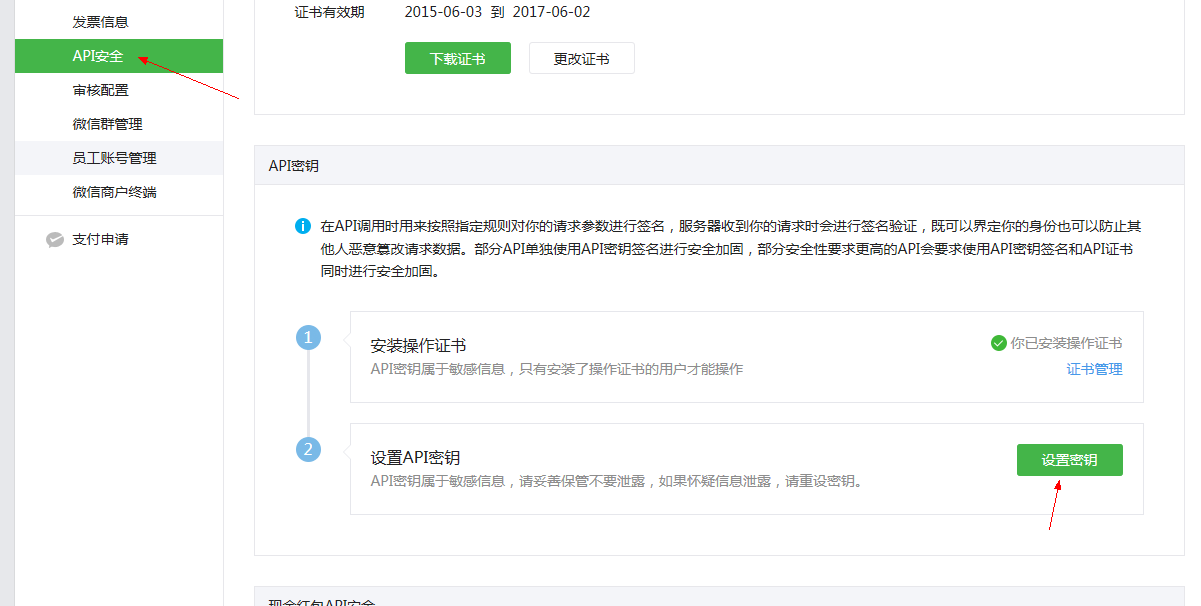 发票信息
API安全
审核配置
微信群管理
员工账号管理
微信商户终端
支付申请
证书有效期 2015-06-03 到 2017-06-02
下载证书 更改证书
API密钥
在API调用时用来按照指定规则对你的请求参数进行签名，服务器收到你的请求时会进行签名验证，既可以界定你的身份也可以防止其
他人恶意篡改请求数据。部分API单独使用API密钥签名进行安全加固，部分安全性要求更高的API会要求使用API密钥签名和API证书
同时进行安全加固。
1
安装操作证书
API密钥属于敏感信息，只有安装了操作证书的用户才能操作
你已安装操作证书
证书管理
2
设置API密钥
API密钥属于敏感信息，请妥善保管不要泄露，如果怀疑信息泄露，请重设密钥。
设置密钥
现金红包API安全